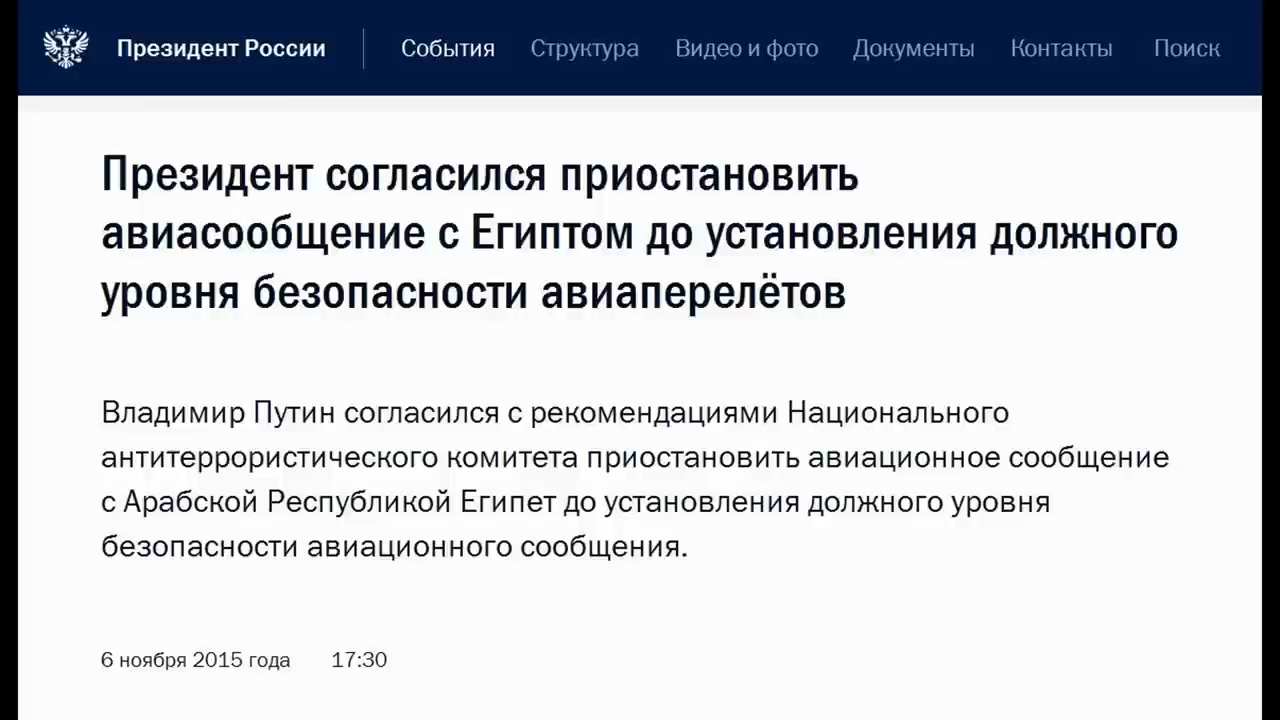 Президент России События Структура Видео и фото Документы Контакты Поиск
Президент согласился приостановить
авиасообщение с Египтом до установления должного
уровня безопасности авиаперелётов
Владимир Путин согласился с рекомендациями Национального
антитеррористического комитета приостановить авиационное сообщение
с Арабской Республикой Египет до установления должного уровня
безопасности авиационного сообщения.
6 ноября 2015 года 17:30